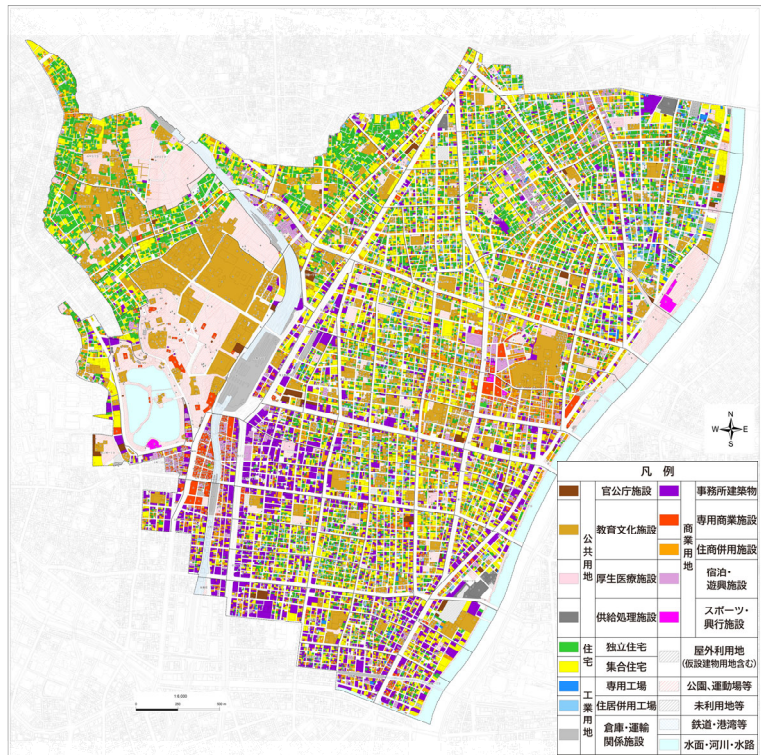 N
W E
S
凡 例
官公庁施設
教育文化施設
厚生医療施設
供給処理施設
公共用地
事務所建築物
専用商業施設
住商併用施設
宿泊・
遊興施設
スポーツ・
興行施設
商業用地
独立住宅
集合住宅
住宅
専用工場
住居併用工場
倉庫・運輸
関係施設
工業用地
屋外利用地
(仮設建物用地含む)
公園、運動場等
未利用地等
鉄道・港湾等
水面・河川・水路